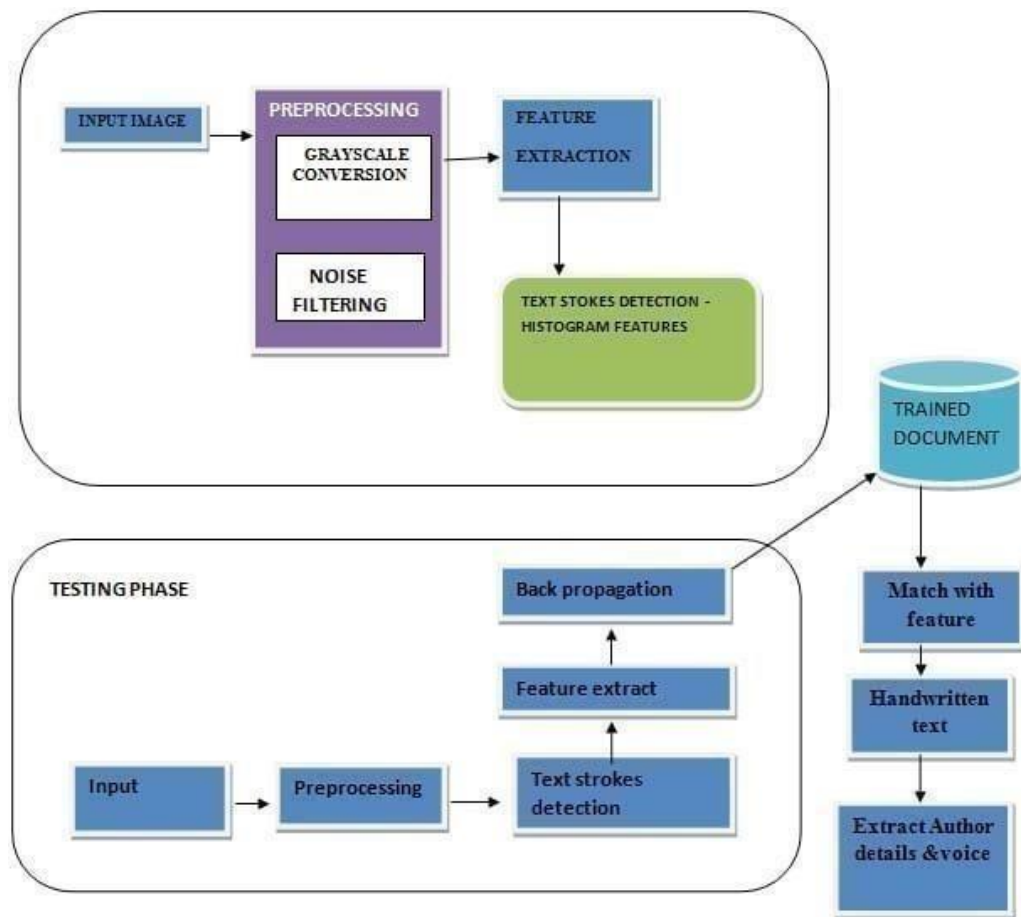 INPUT IMAGE
PREPROCESSING
GRAYSCALE
CONVERSION
NOISE
FILTERING
FEATURE
EXTRACTION
TEXT STOKES DETECTION -
HISTOGRAM FEATURES
TRAINED
DOCUMENT
TESTING PHASE
Back propagation
Feature extract
Input
Preprocessing
Text strokes
detection
Match with
feature
Handwritten
text
Extract Author
details &voice